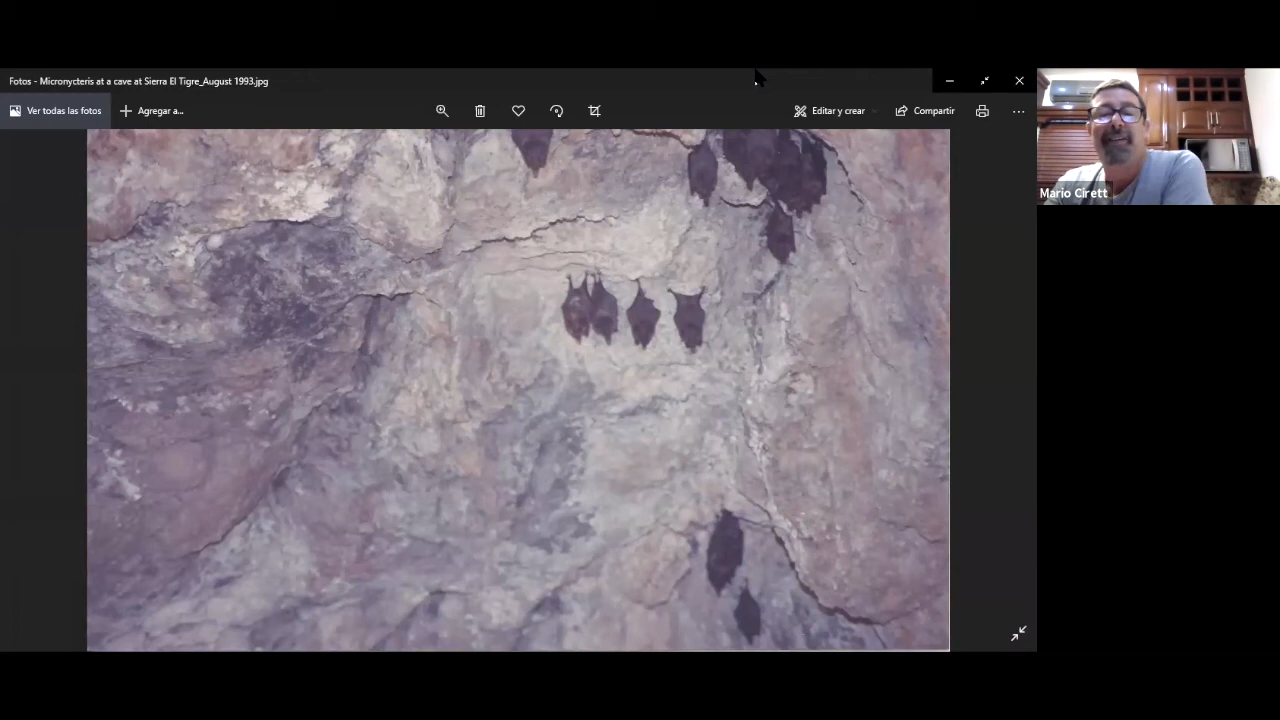 Fotos - Micronycteris at a cave at Sierra El Tigre_August 1993.jpg
Ver todas las fotos
Agregar a...
Editar y crear
Compartir
Mario Cirett